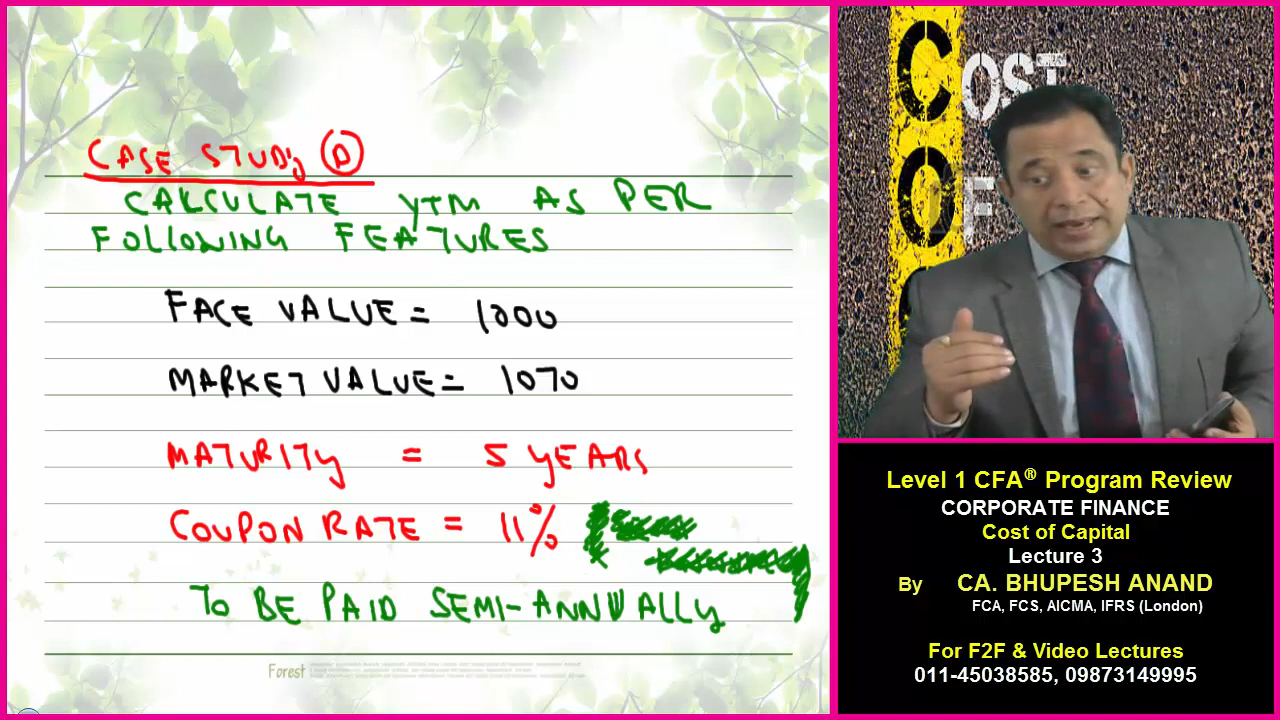 CASE STUDY (A)
CALCULATE YTM AS PER
FOLLOWING FEATURES
FACE VALUE = 1000
MARKET VALUE = 1070
MATURITY = 5 YEARS
COUPON RATE = 11%
TO BE PAID SEMI-ANNUALLY
Forest
COST
OF
CO
Level 1 CFA® Program Review
CORPORATE FINANCE
Cost of Capital
Lecture 3
By CA. BHUPESH ANAND
FCA, FCS, AICMA, IFRS (London)
For F2F & Video Lectures
011-45038585, 09873149995